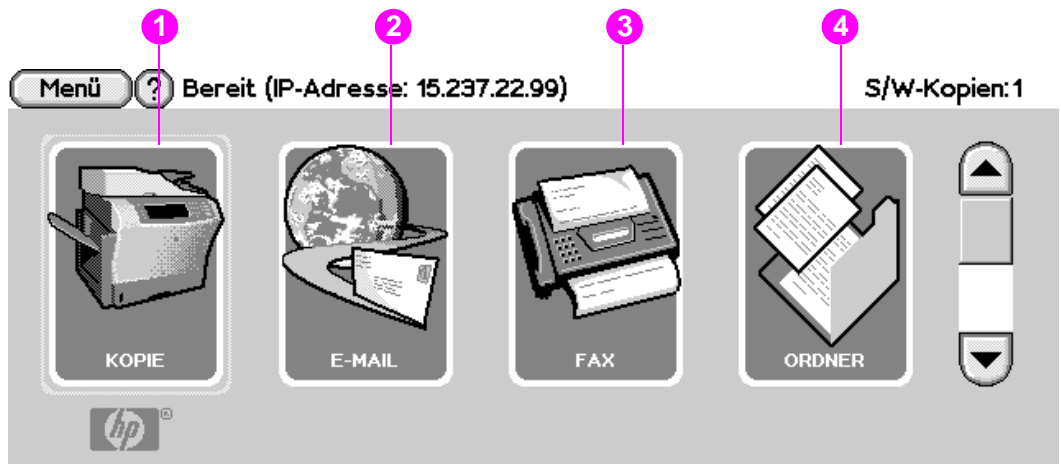 1 2 3 4
Menü ? Bereit (IP-Adresse: 15.237.22.99) S/W-Kopien:1
KOPIE E-MAIL FAX ORDNER
hp ®